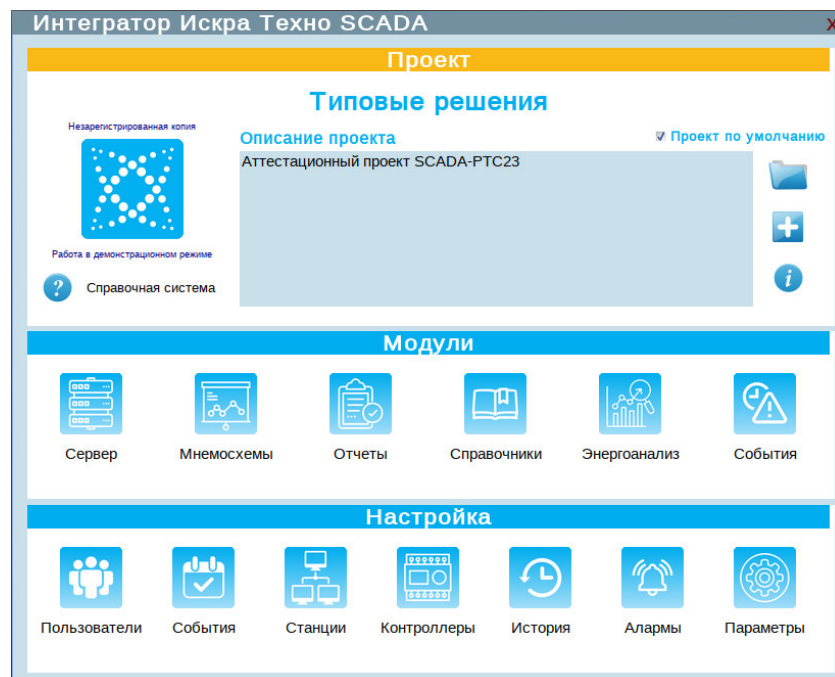 Интегратор Искра Техно SCADA
X
Проект
Типовые решения
Незарегистрированная копия
Описание проекта
Проект по умолчанию
Аттестационный проект SCADA-PTC23
Работа в демонстрационном режиме
? Справочная система
i
Модули
Сервер Мнемосхемы Отчеты Справочники Энергоанализ События
Настройка
Пользователи События Станции Контроллеры История Алармы Параметры